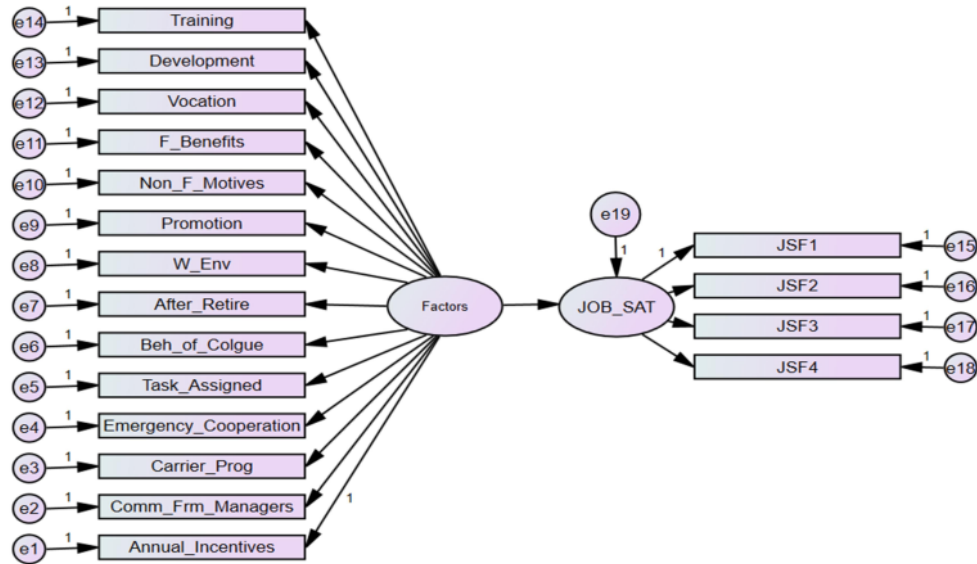 e14 1 Training
e13 1 Development
e12 1 Vocation
e11 1 F_Benefits
e10 1 Non_F_Motives
e9 1 Promotion
e8 1 W_Env
e7 1 After_Retire
e6 1 Beh_of_Colgue
e5 1 Task_Assigned
e4 1 Emergency_Cooperation
e3 1 Carrier_Prog
e2 1 Comm_Frm_Managers
e1 1 Annual_Incentives
1
Factors
e19
1
JOB_SAT
1 JSF1 1 e15
JSF2 1 e16
JSF3 1 e17
JSF4 1 e18